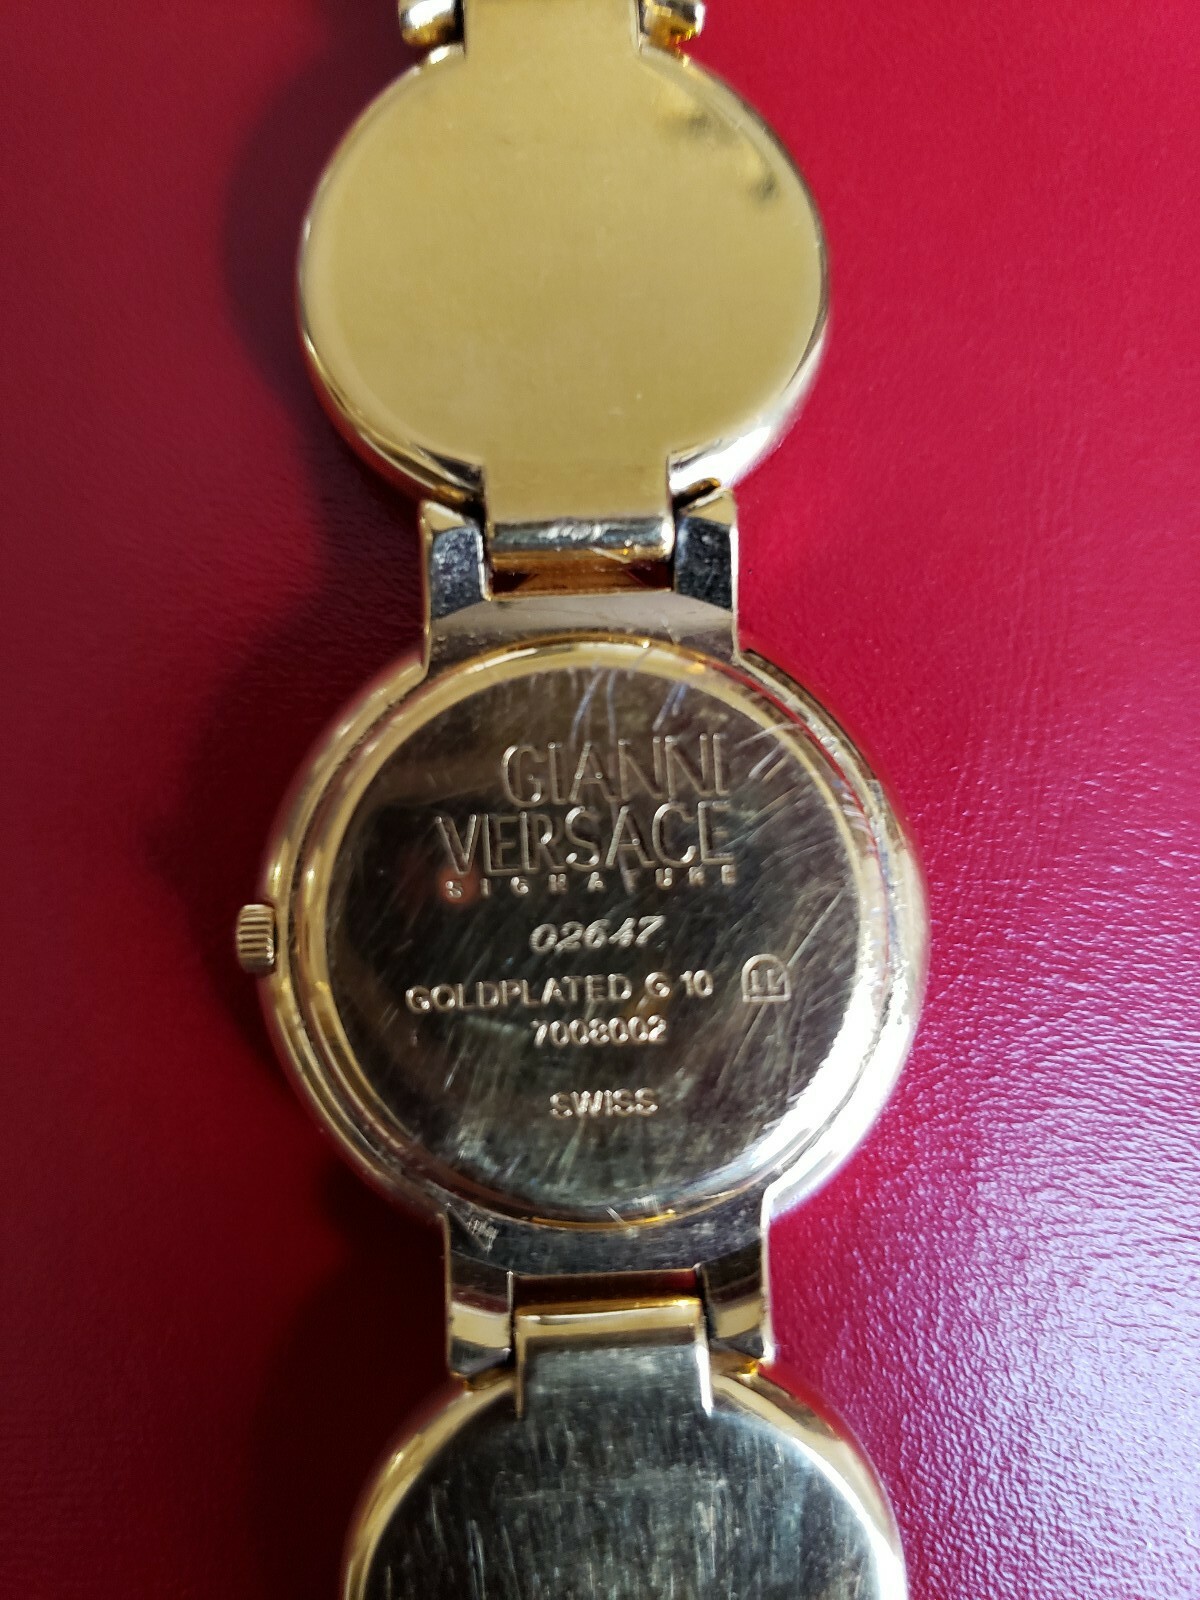 GIANNI
VERSACE
SIGNATURE
02647
GOLDPLATED G 10
7008002
SWISS